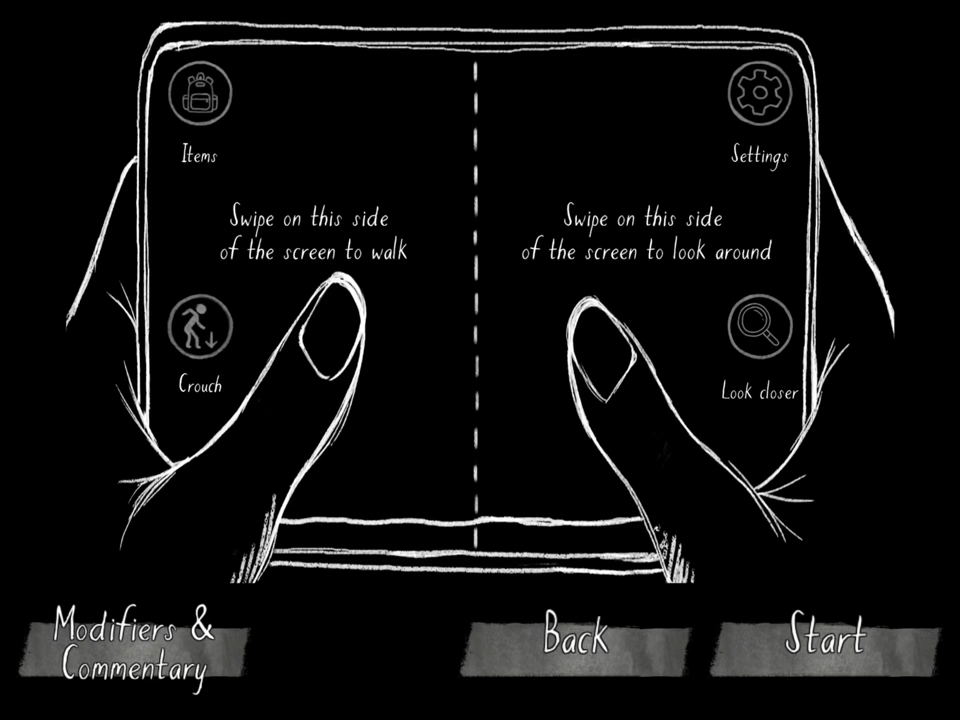 Items
Settings
Swipe on this side
of the screen to walk
Swipe on this side
of the screen to look around
Crouch
Look closer
Modifiers &
Commentary
Back
Start